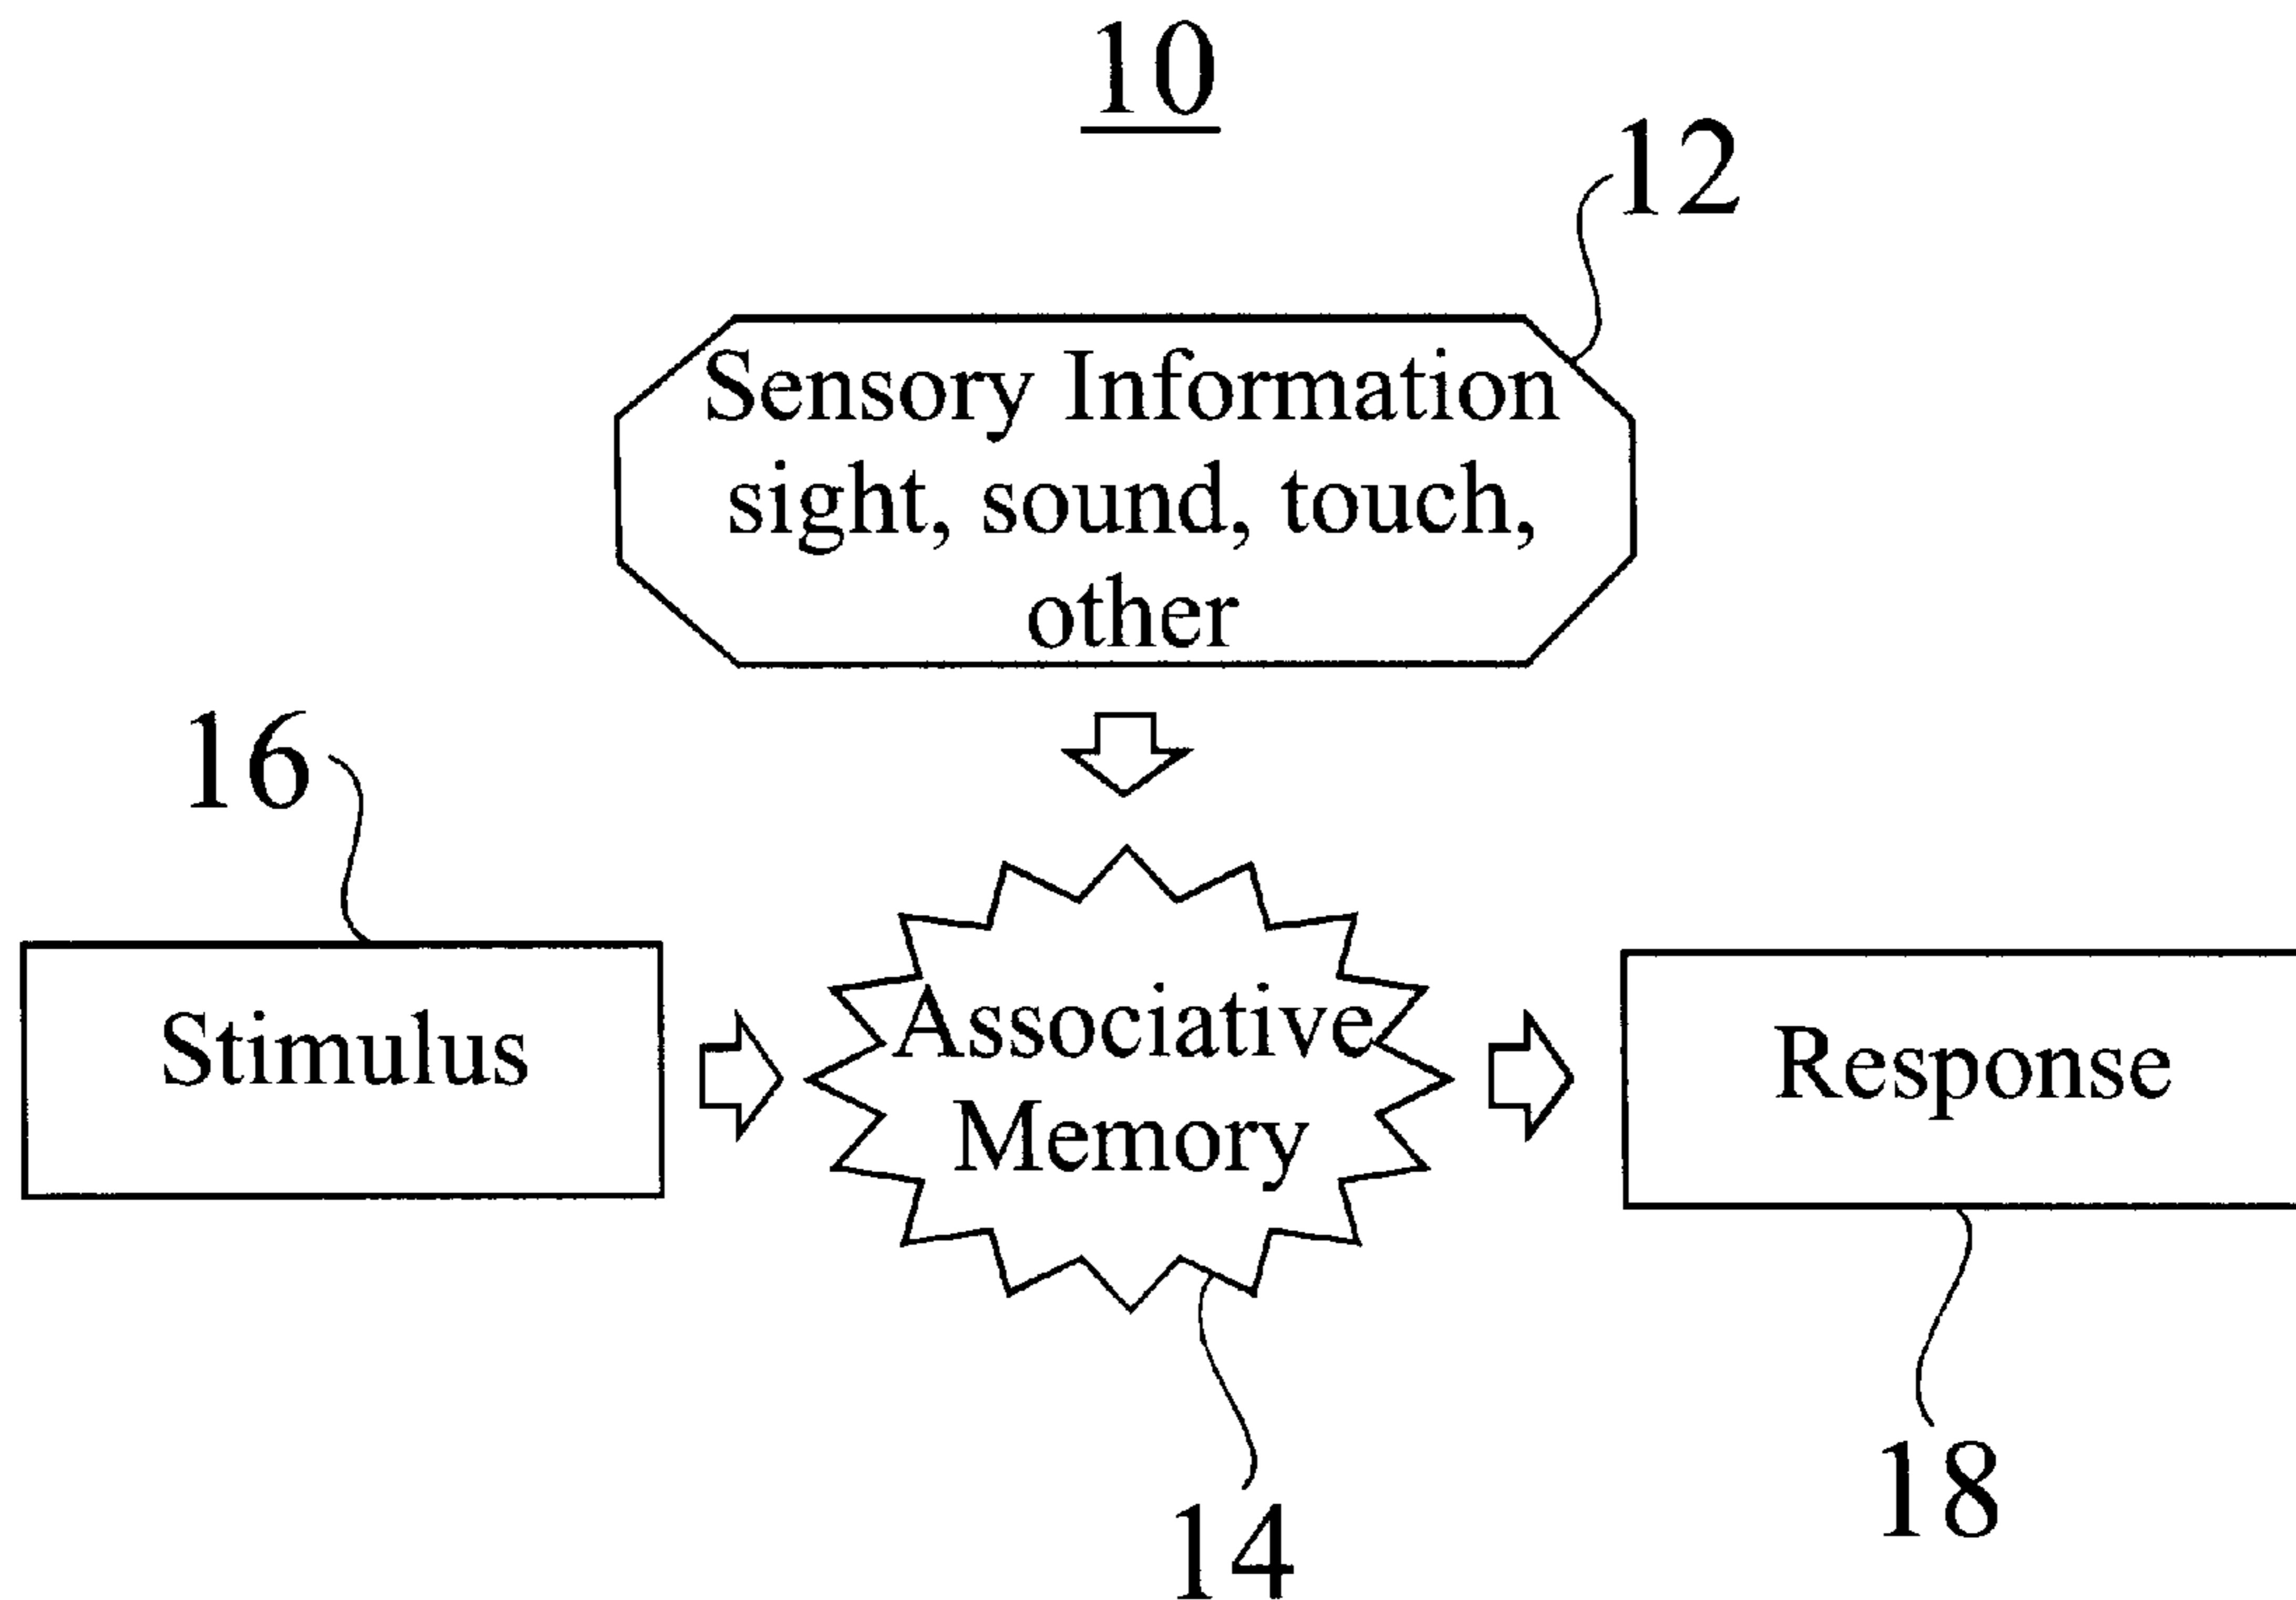 10
12
Sensory Information
sight, sound, touch,
other
16
Stimulus
Associative
Memory
Response
14
18